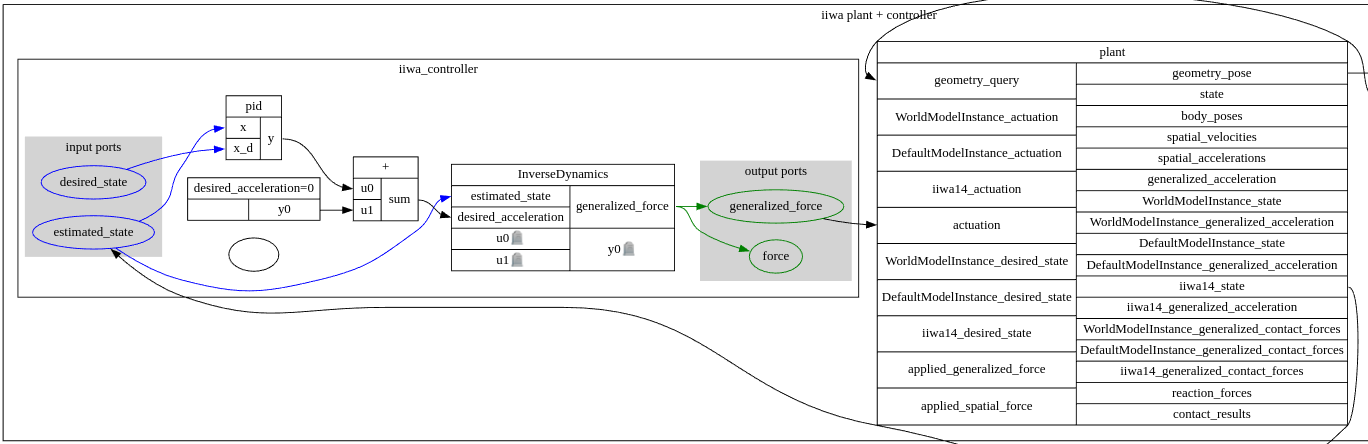 iiwa plant + controller
iiwa_controller
input ports
desired_state
estimated_state
pid
x
x_d
y
desired_acceleration=0
y0
+
u0
u1
sum
InverseDynamics
estimated_state
desired_acceleration
u0🪦
u1🪦
generalized_force
y0🪦
output ports
generalized_force
force
plant
geometry_query
WorldModelInstance_actuation
DefaultModelInstance_actuation
iiwa14_actuation
actuation
WorldModelInstance_desired_state
DefaultModelInstance_desired_state
iiwa14_desired_state
applied_generalized_force
applied_spatial_force
geometry_pose
state
body_poses
spatial_velocities
spatial_accelerations
generalized_acceleration
WorldModelInstance_state
WorldModelInstance_generalized_acceleration
DefaultModelInstance_state
DefaultModelInstance_generalized_acceleration
iiwa14_state
iiwa14_generalized_acceleration
WorldModelInstance_generalized_contact_forces
DefaultModelInstance_generalized_contact_forces
iiwa14_generalized_contact_forces
reaction_forces
contact_results